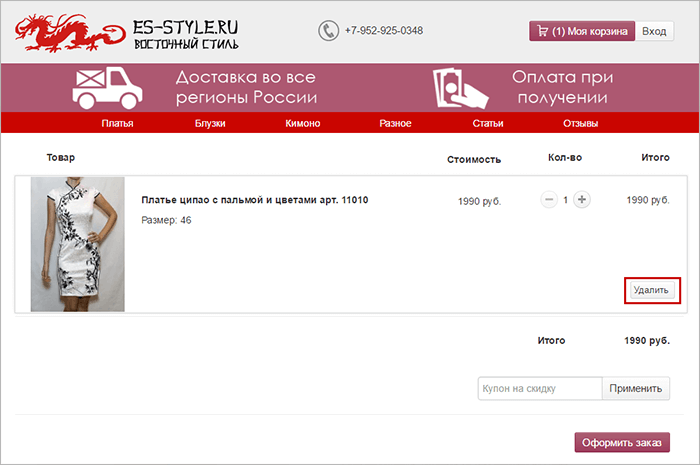 ES-STYLE.RU
ВОСТОЧНЫЙ СТИЛЬ
+7-952-925-0348
(1) Моя корзина
Вход
Доставка во все
регионы России
Оплата при
получении
Платья Блузки Кимоно Разное Статьи Отзывы
Товар Стоимость Кол-во Итого
Платье ципао с пальмой и цветами арт. 11010 1990 руб. 1 1990 руб.
Размер: 46
Удалить
Итого 1990 руб.
Купон на скидку Применить
Оформить заказ